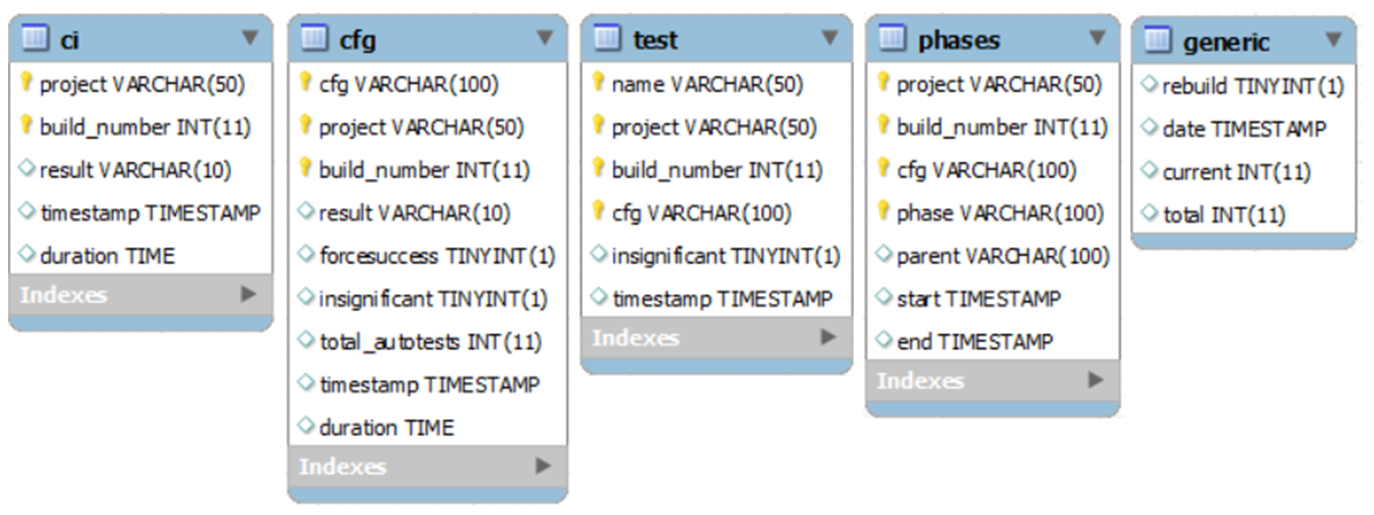 ci
project VARCHAR(50)
build_number INT(11)
result VARCHAR(10)
timestamp TIMESTAMP
duration TIME
Indexes
cfg
cfg VARCHAR(100)
project VARCHAR(50)
build_number INT(11)
result VARCHAR(10)
forcesuccess TINYINT(1)
insignificant TINYINT(1)
total_autotests INT(11)
timestamp TIMESTAMP
duration TIME
Indexes
test
name VARCHAR(50)
project VARCHAR(50)
build_number INT(11)
cfg VARCHAR(100)
insignificant TINYINT(1)
timestamp TIMESTAMP
Indexes
phases
project VARCHAR(50)
build_number INT(11)
cfg VARCHAR(100)
phase VARCHAR(100)
parent VARCHAR(100)
start TIMESTAMP
end TIMESTAMP
Indexes
generic
rebuild TINYINT(1)
date TIMESTAMP
current INT(11)
total INT(11)